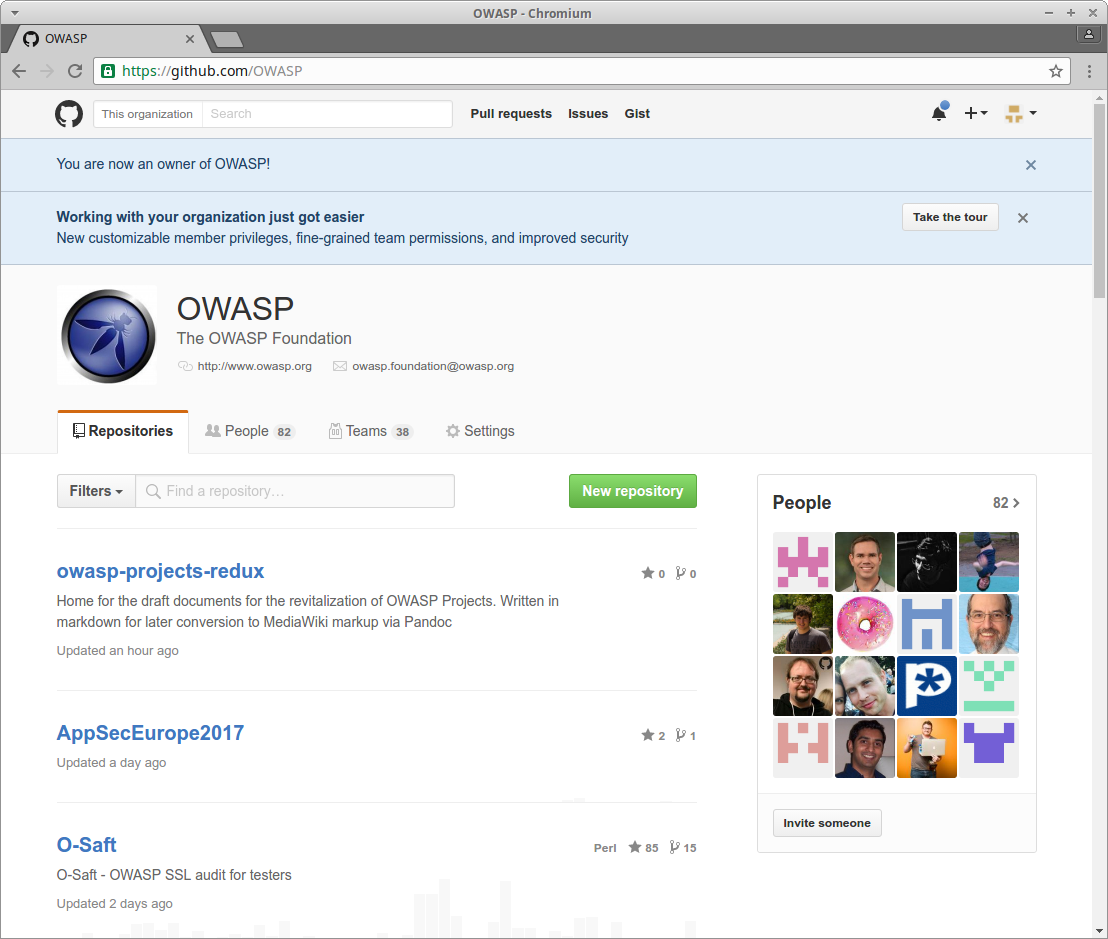 OWASP - Chromium
OWASP
https://github.com/OWASP
This organization Search Pull requests Issues Gist
You are now an owner of OWASP!
Working with your organization just got easier
New customizable member privileges, fine-grained team permissions, and improved security
Take the tour
OWASP
The OWASP Foundation
http://www.owasp.org owasp.foundation@owasp.org
Repositories People 82 Teams 38 Settings
Filters Find a repository… New repository
People 82
owasp-projects-redux 0 0
Home for the draft documents for the revitalization of OWASP Projects. Written in
markdown for later conversion to MediaWiki markup via Pandoc
Updated an hour ago
AppSecEurope2017 2 1
Updated a day ago
O-Saft Perl 85 15
O-Saft - OWASP SSL audit for testers
Updated 2 days ago
Invite someone